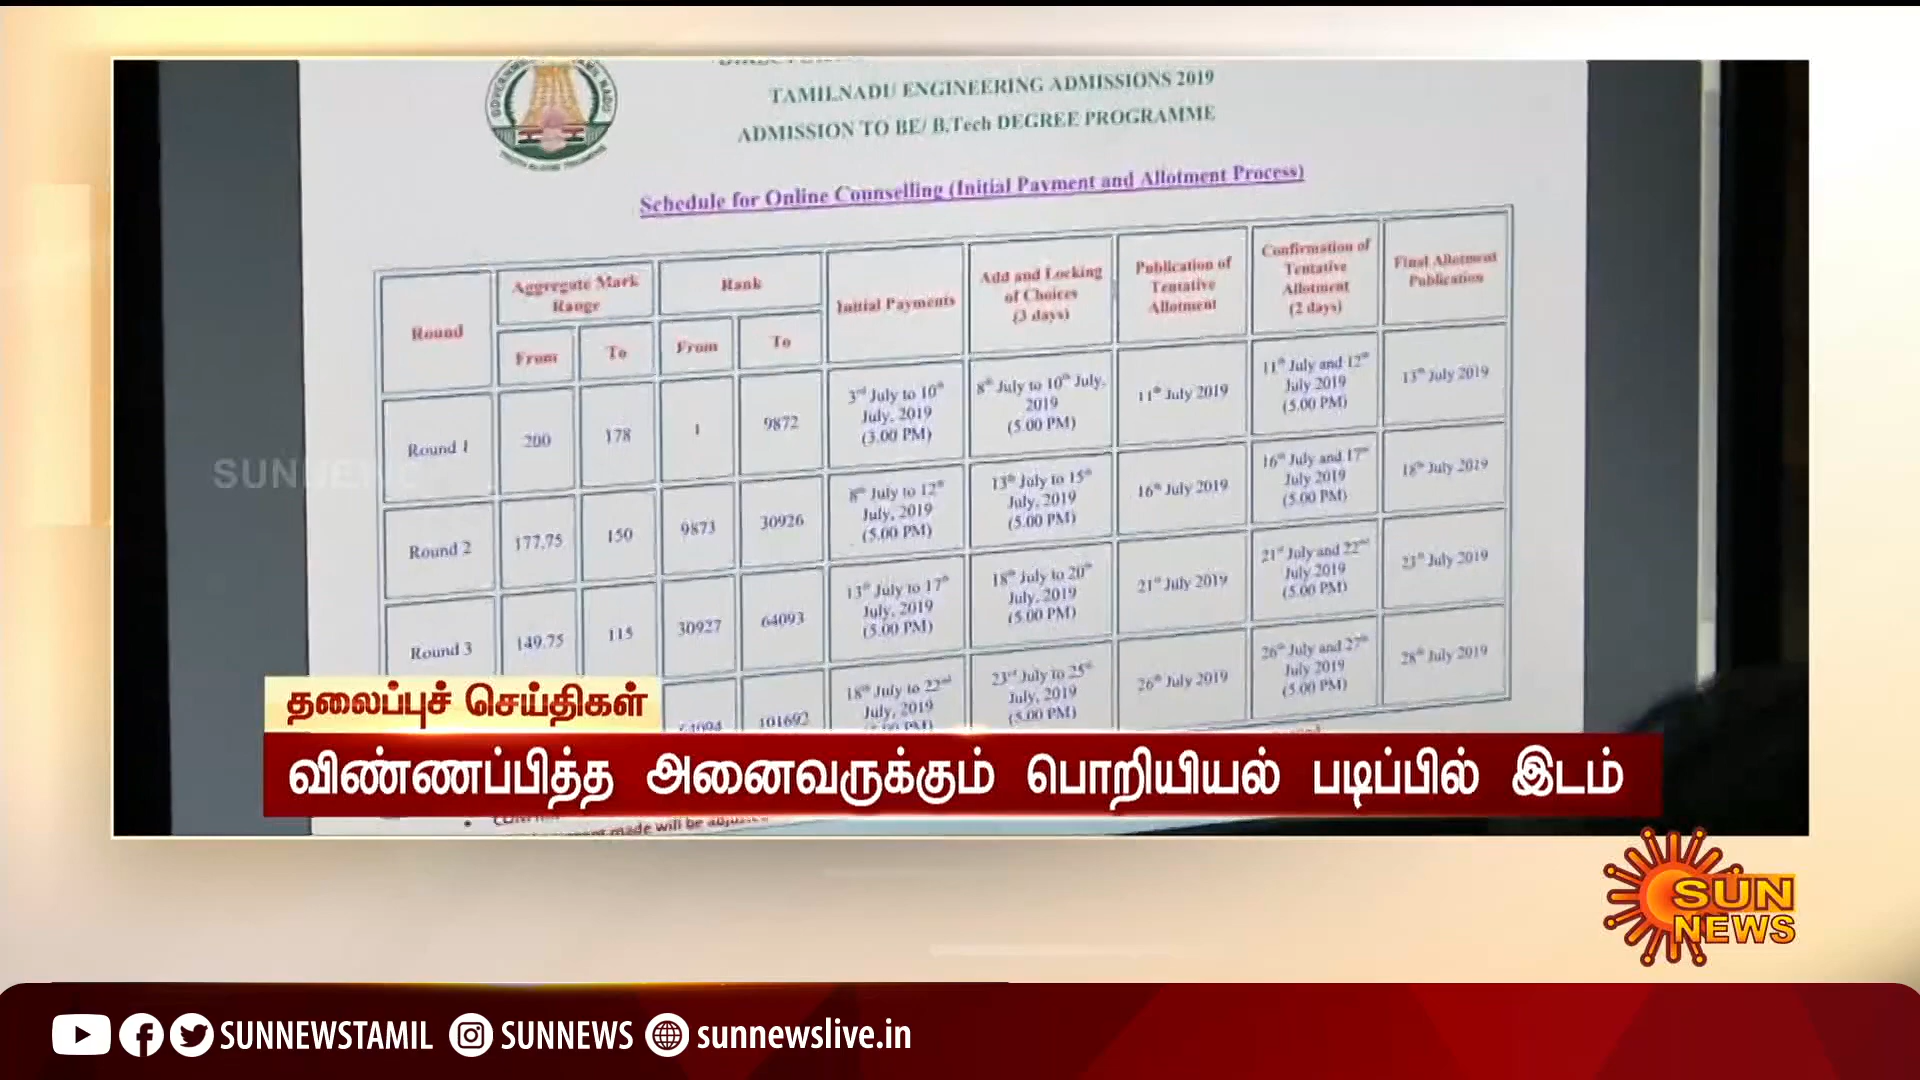 TAMILNADU ENGINEERING ADMISSIONS 2019
ADMISSION TO BE/ B.Tech DEGREE PROGRAMME
Schedule for Online Counselling (Initial Payment and Allotment Process)
Round
Aggregate Mark Range
From
To
Rank
From
To
Initial Payments
Add and Locking of Choices (3 days)
Publication of Tentative Allotment
Confirmation of Tentative Allotment (2 days)
Final Allotment Publication
Round 1
200
178
1
9872
3rd July to 10th July, 2019 (3.00 PM)
8th July to 10th July, 2019 (5.00 PM)
11th July 2019
11th July and 12th July 2019 (5.00 PM)
13th July 2019
Round 2
177.75
150
9873
30926
8th July to 12th July, 2019 (5.00 PM)
13th July to 15th July, 2019 (5.00 PM)
16th July 2019
16th July and 17th July 2019 (5.00 PM)
18th July 2019
Round 3
149.75
115
30927
64093
13th July to 17th July, 2019 (5.00 PM)
18th July to 20th July, 2019 (5.00 PM)
21st July 2019
21st July and 22nd July 2019 (5.00 PM)
23rd July 2019
64094
101692
18th July to 22nd July, 2019
23rd July to 25th July, 2019 (5.00 PM)
26th July 2019
26th July and 27th July 2019 (5.00 PM)
28th July 2019
made will be
தலைப்புச் செய்திகள்
விண்ணப்பித்த அனைவருக்கும் பொறியியல் படிப்பில் இடம்
SUN
NEWS
SUNNEWSTAMIL SUNNEWS sunnewslive.in